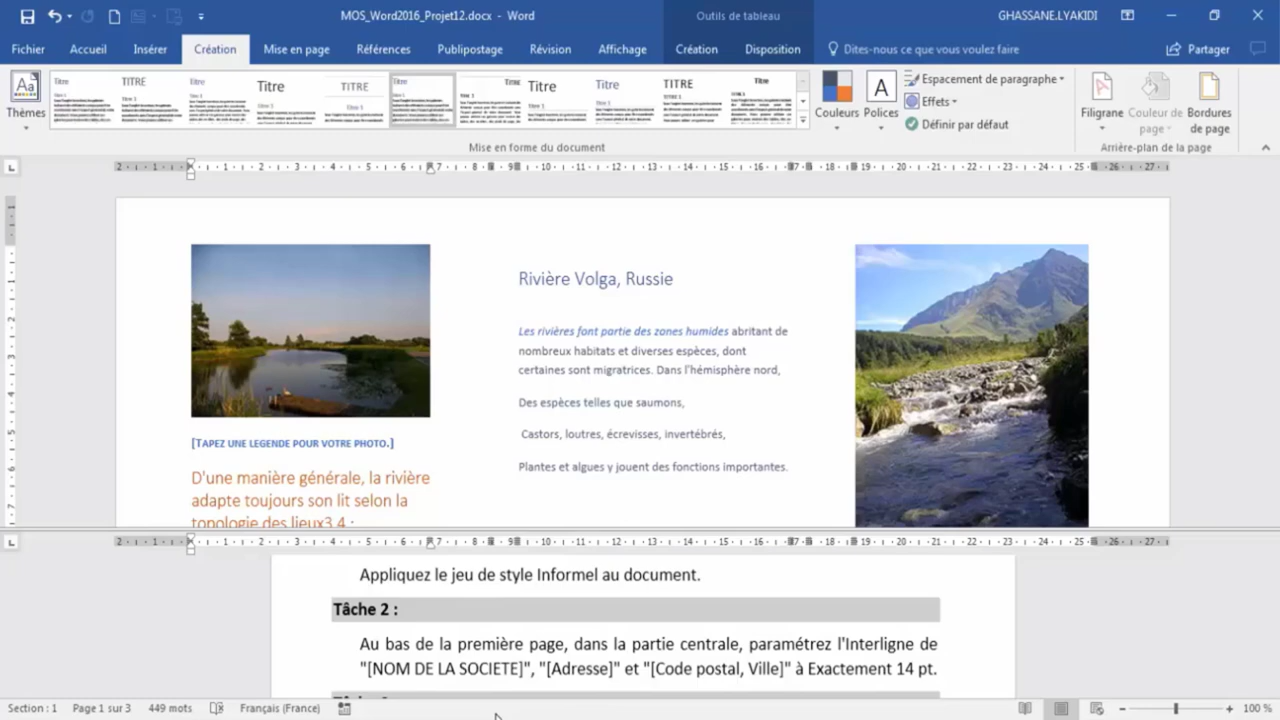 MOS_Word2016_Projet12.docx - Word
Outils de tableau
GHASSANE.LYAKIDI
Fichier
Accueil
Insérer
Création
Mise en page
Références
Publipostage
Révision
Affichage
Création
Disposition
Dites-nous ce que vous voulez faire
Partager
Thèmes
Titre
TITRE
Titre
Titre
TITRE
Titre
Titre
Titre
Titre
TITRE
Titre
Couleurs
Polices
Espacement de paragraphe
Effets
Définir par défaut
Filigrane
Couleur de page
Bordures de page
Mise en forme du document
Arrière-plan de la page
[TAPEZ UNE LEGENDE POUR VOTRE PHOTO.]
D'une manière générale, la rivière
adapte toujours son lit selon la
topologie des lieux3,4 :
Rivière Volga, Russie
Les rivières font partie des zones humides abritant de
nombreux habitats et diverses espèces, dont
certaines sont migratrices. Dans l'hémisphère nord,
Des espèces telles que saumons,
Castors, loutres, écrevisses, invertébrés,
Plantes et algues y jouent des fonctions importantes.
Appliquez le jeu de style Informel au document.
Tâche 2 :
Au bas de la première page, dans la partie centrale, paramétrez l'Interligne de
"[NOM DE LA SOCIETE]", "[Adresse]" et "[Code postal, Ville]" à Exactement 14 pt.
Section : 1
Page 1 sur 3
449 mots
Français (France)
100 %